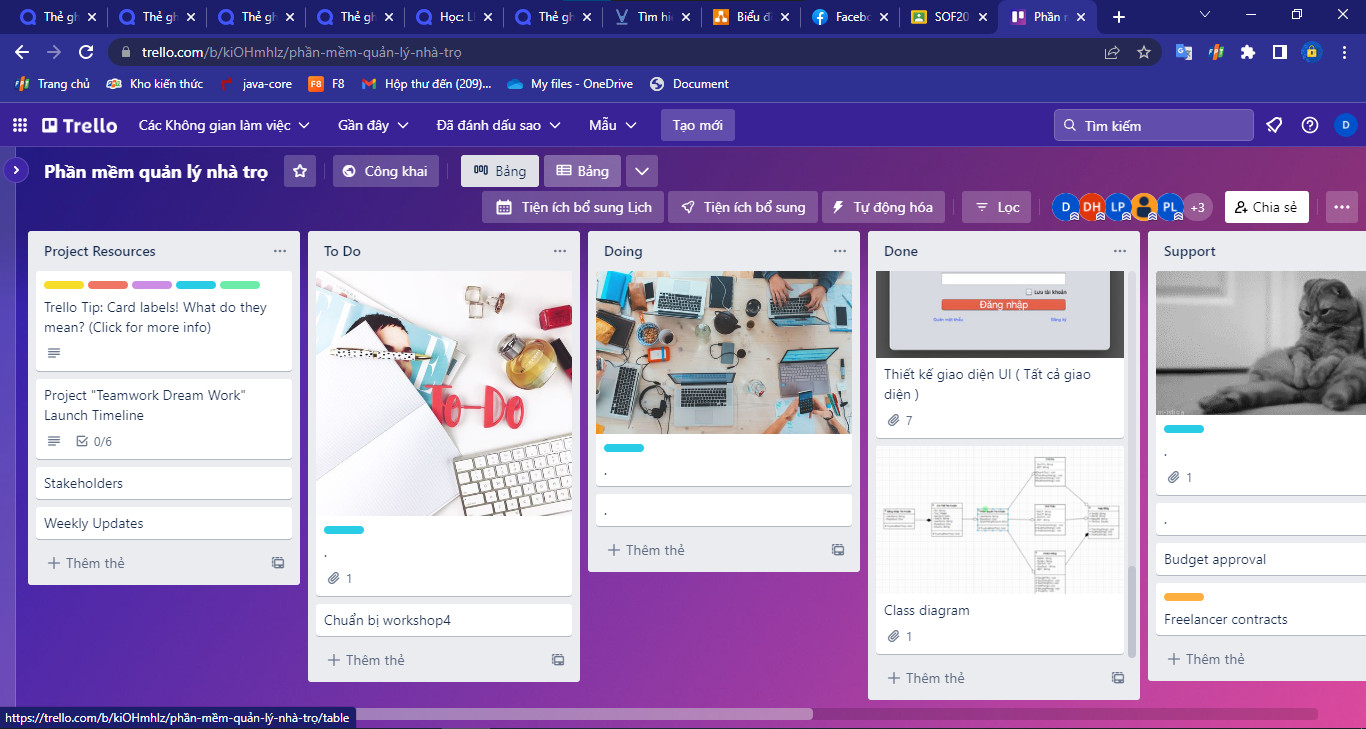 Thẻ gh
Thẻ gh
Thẻ gh
Thẻ gh
Học: LI
Thẻ gh
Tìm hi
Biểu đ
Faceb
SOF20
Phần r
trello.com/b/kiOHmhlz/phần-mềm-quản-lý-nhà-trọ
Trang chủ
Kho kiến thức
java-core
F8
F8
Hộp thư đến (209)...
My files - OneDrive
Document
Trello
Các Không gian làm việc
Gần đây
Đã đánh dấu sao
Mẫu
Tạo mới
Tìm kiếm
D
Phần mềm quản lý nhà trọ
Công khai
Bảng
Bảng
Tiện ích bổ sung Lịch
Tiện ích bổ sung
Tự động hóa
Lọc
D
DH
LP
PL
+3
Chia sẻ
Project Resources
Trello Tip: Card labels! What do they
mean? (Click for more info)
Project "Teamwork Dream Work"
Launch Timeline
0/6
Stakeholders
Weekly Updates
Thêm thẻ
To Do
To-Do
.
1
Chuẩn bị workshop4
Thêm thẻ
Doing
.
.
Thêm thẻ
Done
Lưu tài khoản
Đăng nhập
Quên mật khẩu
Đăng ký
Thiết kế giao diện UI ( Tất cả giao
diện )
7
Class diagram
1
Thêm thẻ
Support
.
1
.
Budget approval
Freelancer contracts
Thêm thẻ
https://trello.com/b/kiOHmhlz/phần-mềm-quản-lý-nhà-trọ/table